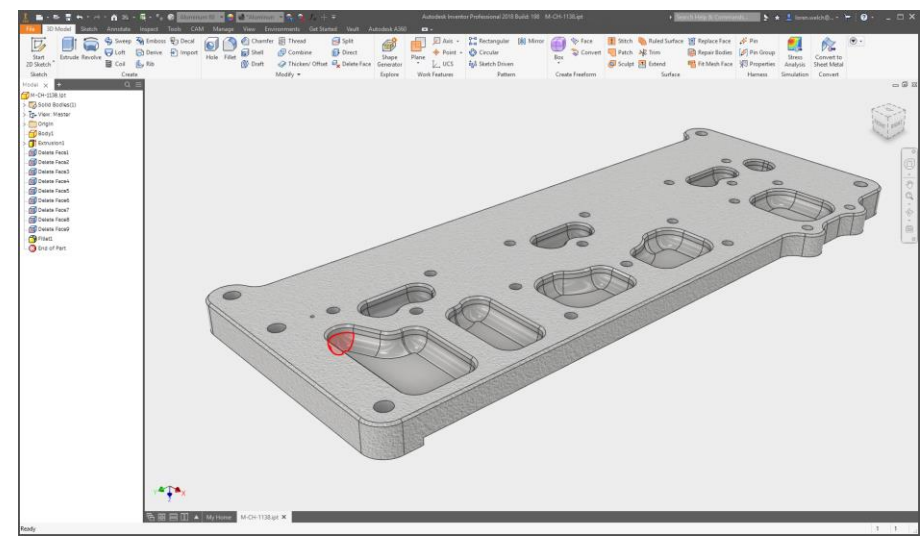 Autodesk Inventor Professional 2018 Build: 198 M-CH-1138.ipt
Search Help & Commands...
File 3D Model Sketch Annotate Inspect Tools CAM Manage View Environments Get Started Vault Autodesk A360
Start 2D Sketch
Extrude Revolve
Sweep Emboss Decal
Loft Derive Import
Coil Rib
Hole Fillet
Chamfer Thread Split
Shell Combine Direct
Draft Thicken/ Offset Delete Face
Shape Generator
Plane
Axis
Point
UCS
Rectangular Mirror
Circular
Sketch Driven
Box
Face
Convert
Stitch Ruled Surface Replace Face
Patch Trim Repair Bodies
Sculpt Extend Fit Mesh Face
Pin
Pin Group
Properties
Stress Analysis
Convert to Sheet Metal
Sketch Create Modify Explore Work Features Pattern Create Freeform Surface Harness Simulation Convert
Model
M-CH-1138.ipt
Solid Bodies(1)
View: Master
Origin
Body1
Extrusion1
Delete Face1
Delete Face2
Delete Face3
Delete Face4
Delete Face5
Delete Face6
Delete Face7
Delete Face8
Delete Face9
Fillet1
End of Part
My Home M-CH-1138.ipt
Ready 1 1